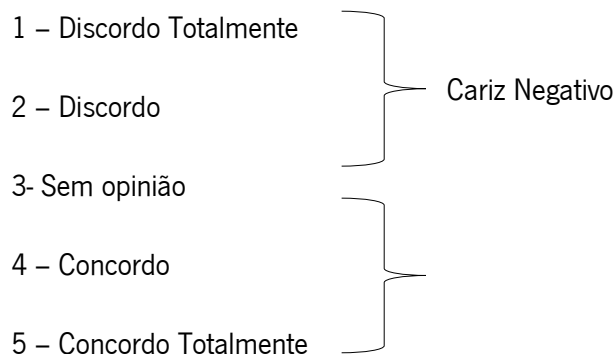 1 – Discordo Totalmente
Cariz Negativo
2 – Discordo
3- Sem opinião
4 – Concordo
5 – Concordo Totalmente